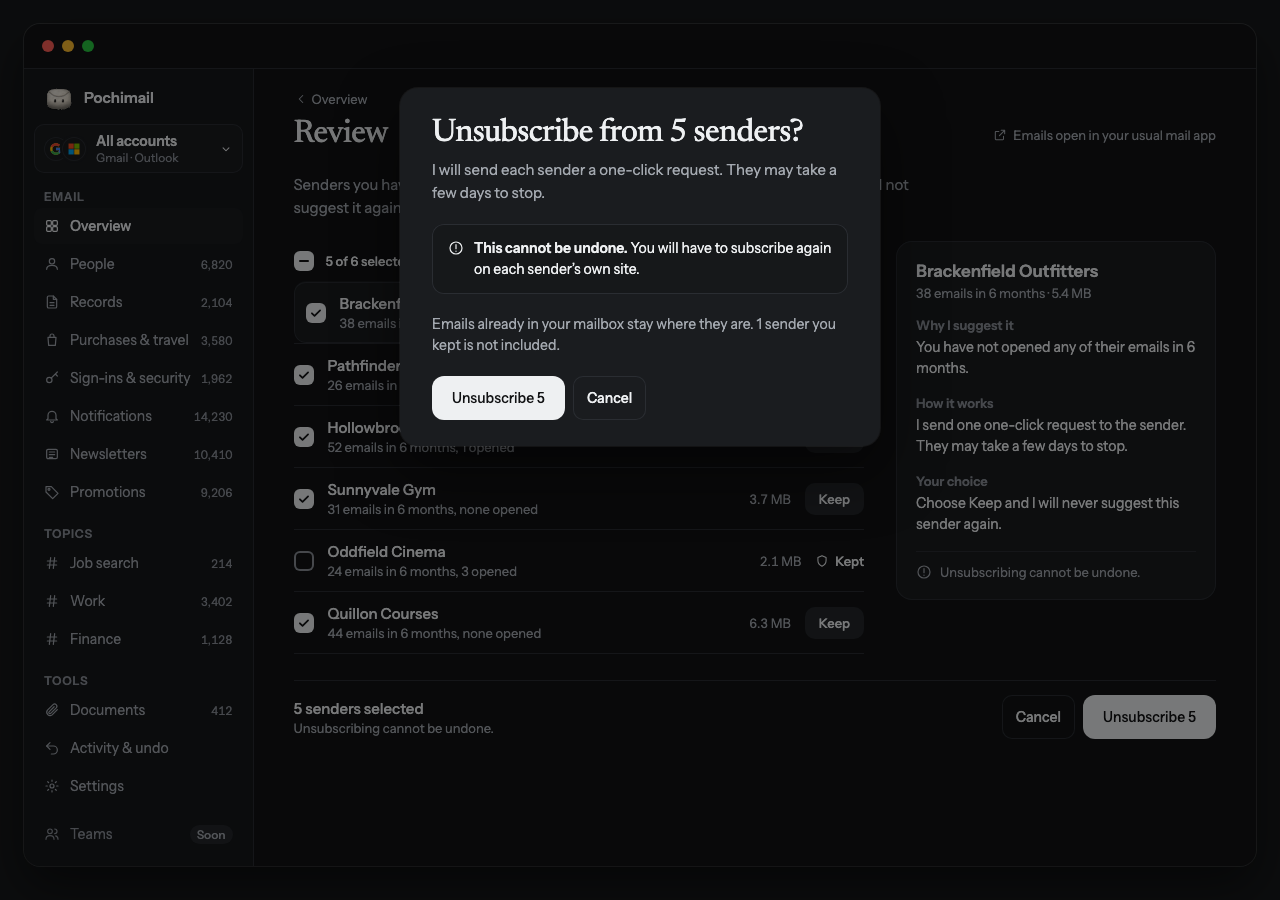 Pochimail
All accounts
Gmail · Outlook
EMAIL
Overview
People 6,820
Records 2,104
Purchases & travel 3,580
Sign-ins & security 1,962
Notifications 14,230
Newsletters 10,410
Promotions 9,206
TOPICS
# Job search 214
# Work 3,402
# Finance 1,128
TOOLS
Documents 412
Activity & undo
Settings
Teams Soon
Overview
Review
Emails open in your usual mail app
Senders you
not
suggest it again
5 of 6
38 emails
Pathfinder
26 emails in
52 emails in 6 months, 1 opened
Sunnyvale Gym
31 emails in 6 months, none opened
3.7 MB Keep
Oddfield Cinema
24 emails in 6 months, 3 opened
2.1 MB Kept
Quillon Courses
44 emails in 6 months, none opened
6.3 MB Keep
5 senders selected
Unsubscribing cannot be undone.
Cancel Unsubscribe 5
Brackenfield Outfitters
38 emails in 6 months · 5.4 MB
Why I suggest it
You have not opened any of their emails in 6
months.
How it works
I send one one-click request to the sender.
They may take a few days to stop.
Your choice
Choose Keep and I will never suggest this
sender again.
Unsubscribing cannot be undone.
Unsubscribe from 5 senders?
I will send each sender a one-click request. They may take a
few days to stop.
This cannot be undone. You will have to subscribe again
on each sender’s own site.
Emails already in your mailbox stay where they are. 1 sender you
kept is not included.
Unsubscribe 5 Cancel